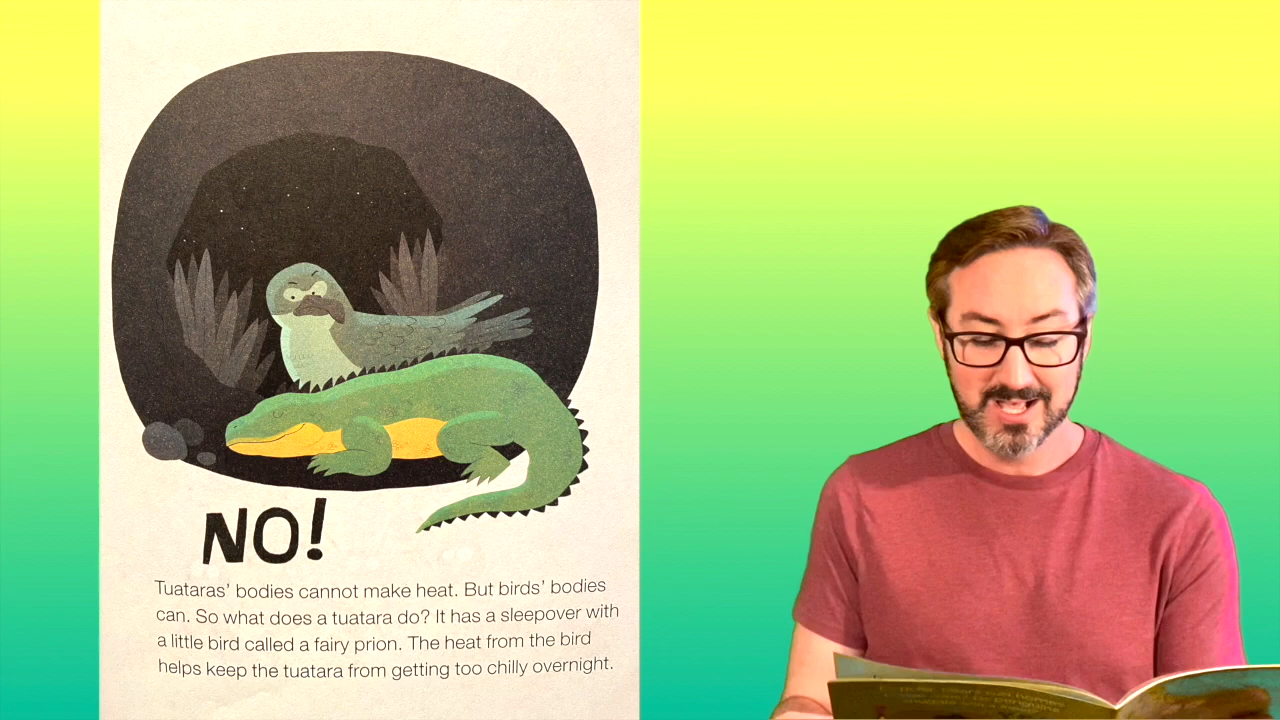 NO!
Tuataras' bodies cannot make heat. But birds' bodies
can. So what does a tuatara do? It has a sleepover with
a little bird called a fairy prion. The heat from the bird
helps keep the tuatara from getting too chilly overnight.